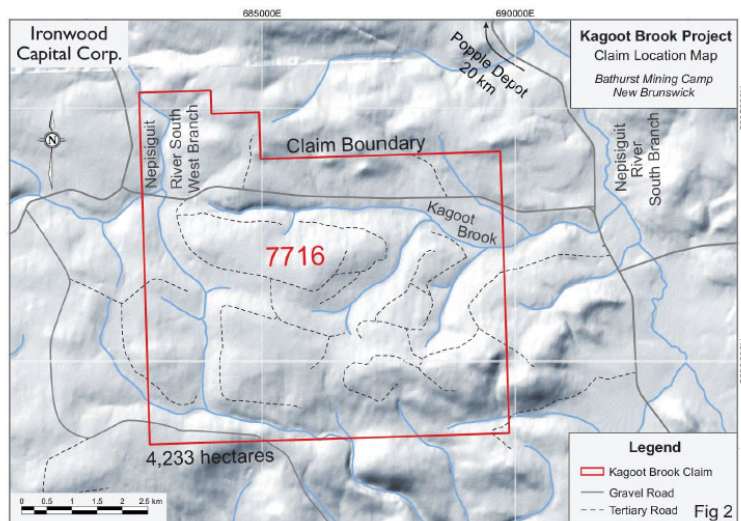 685000E
690000E
Ironwood
Capital Corp.
Kagoot Brook Project
Claim Location Map
Bathurst Mining Camp
New Brunswick
Popple Depot
20 km
N
Nepisiguit
River South
West Branch
Claim Boundary
Nepisiguit
River
South Branch
Kagoot
Brook
7716
4,233 hectares
Legend
Kagoot Brook Claim
Gravel Road
Tertiary Road
Fig 2
0 0.5 1 1.5 2 2.5 km